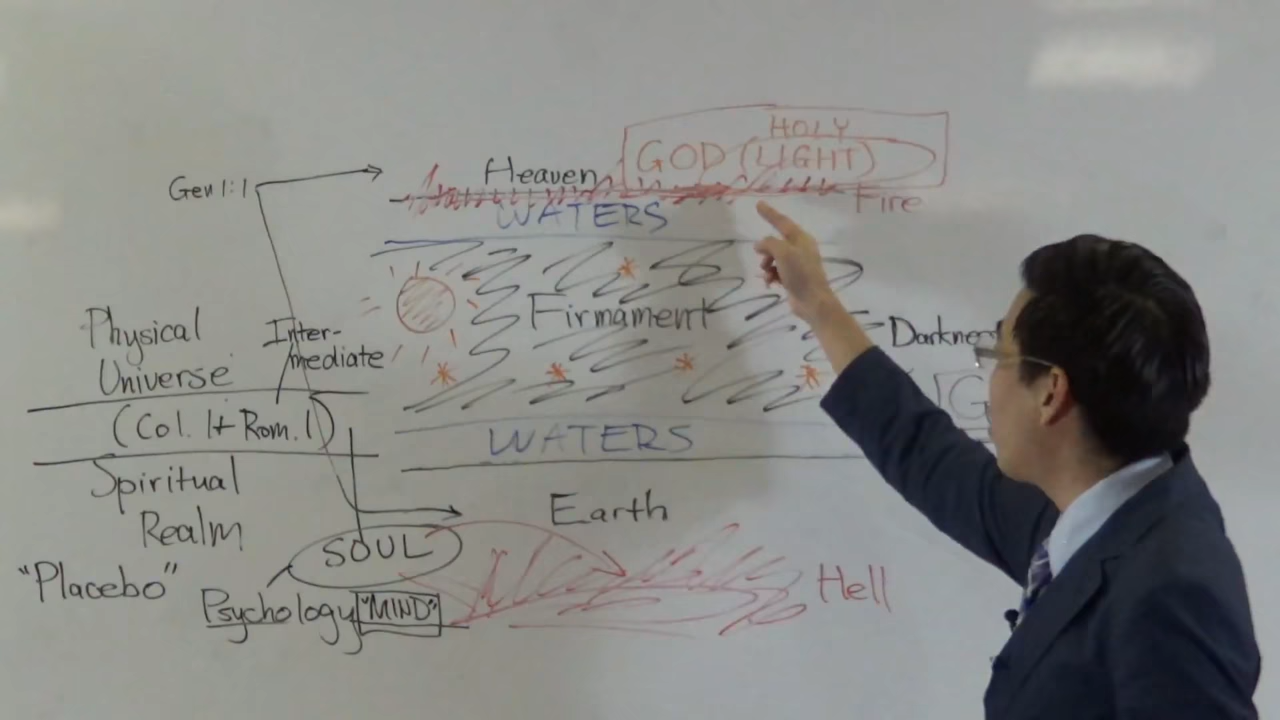 HOLY
GOD (LIGHT)
Heaven
Gen 1:1
Fire
WATERS
Firmament
Physical
Universe
Inter-
mediate
(Col. 1 + Rom. 1)
WATERS
Spiritual
Realm
Earth
SOUL
"Placebo"
Psychology "MIND"
Hell